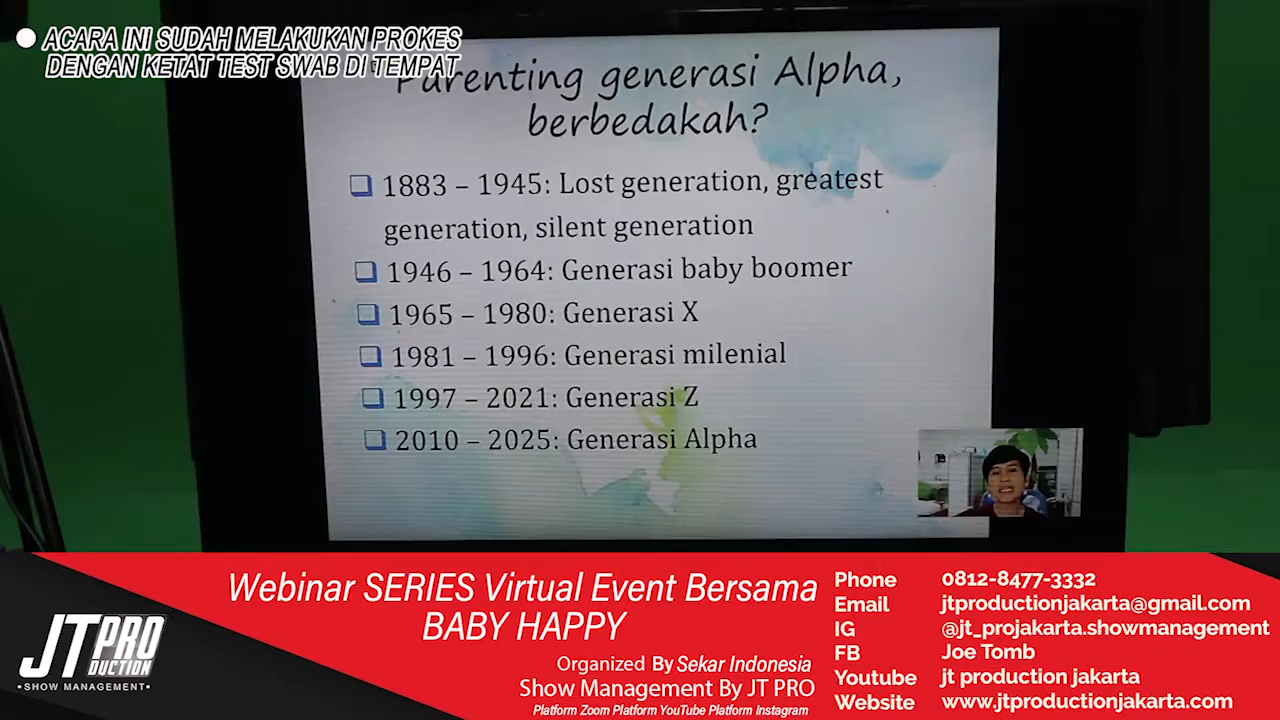 ACARA INI SUDAH MELAKUKAN PROKES
DENGAN KETAT TEST SWAB DI TEMPAT
Parenting generasi Alpha,
berbedakah?
1883 – 1945: Lost generation, greatest
generation, silent generation
1946 – 1964: Generasi baby boomer
1965 – 1980: Generasi X
1981 – 1996: Generasi milenial
1997 – 2021: Generasi Z
2010 – 2025: Generasi Alpha
JT PRO
DUCTION
•SHOW MANAGEMENT•
Webinar SERIES Virtual Event Bersama
BABY HAPPY
Organized By Sekar Indonesia
Show Management By JT PRO
Platform Zoom Platform YouTube Platform Instagram
Phone 0812-8477-3332
Email jtproductionjakarta@gmail.com
IG @jt_projakarta.showmanagement
FB Joe Tomb
Youtube jt production jakarta
Website www.jtproductionjakarta.com